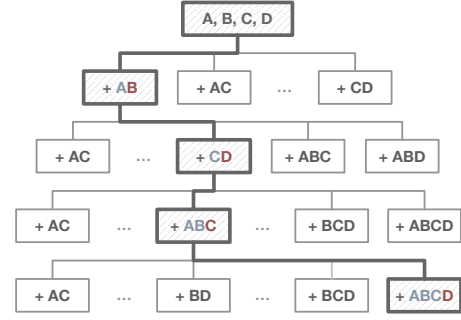 A, B, C, D
+ AB + AC ... + CD
+ AC ... + CD + ABC + ABD
+ AC ... + ABC ... + BCD + ABCD
+ AC ... + BD ... + BCD + ABCD